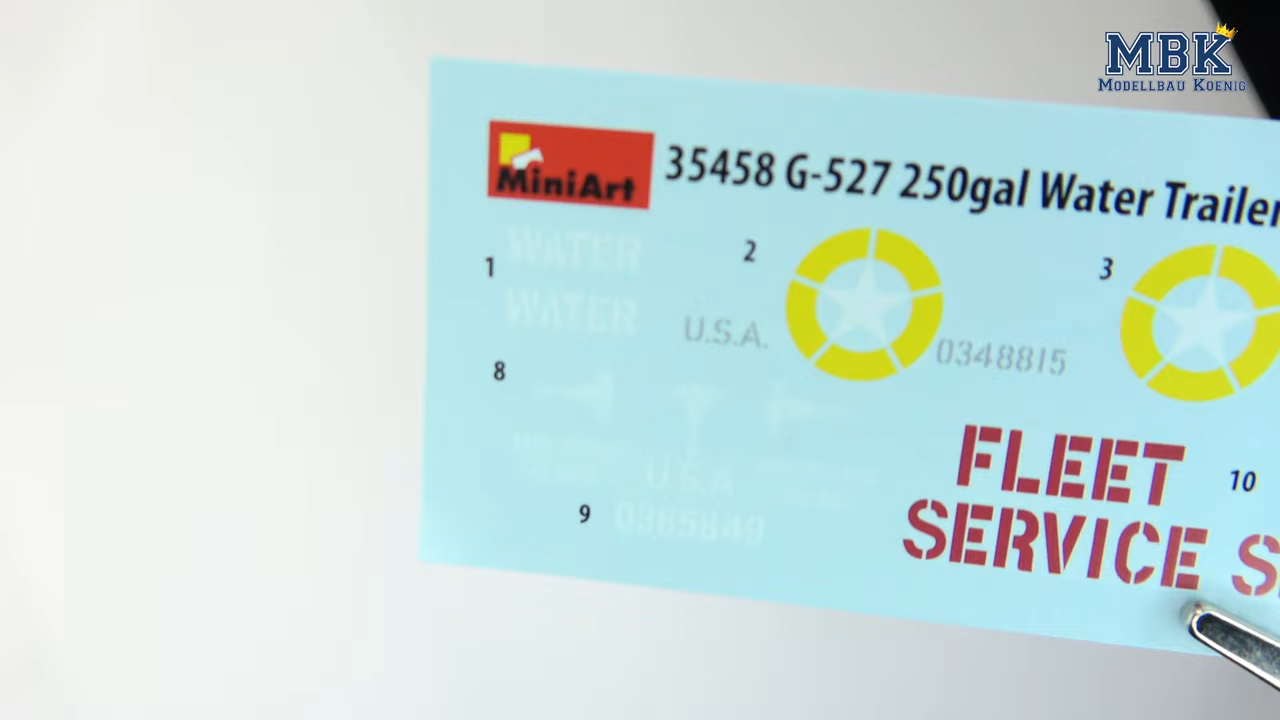 MBK
MODELLBAU KOENIG
MiniArt
35458 G-527 250gal Water Trailer
1
WATER
WATER
2
U.S.A.
0348815
3
8
9
U.S.A
0385849
FLEET
SERVICE S
10